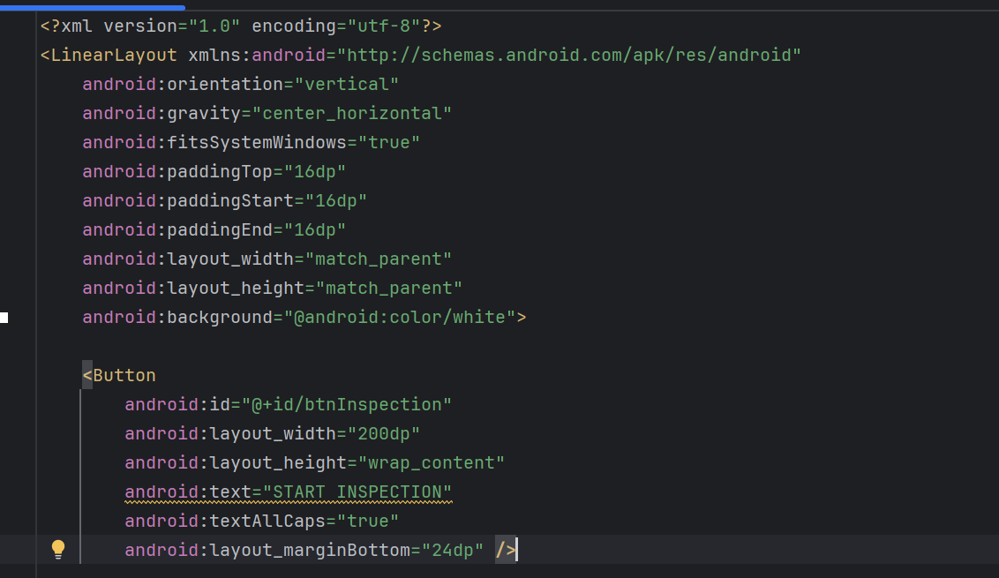 <?xml version="1.0" encoding="utf-8"?>
<LinearLayout xmlns:android="http://schemas.android.com/apk/res/android"
    android:orientation="vertical"
    android:gravity="center_horizontal"
    android:fitsSystemWindows="true"
    android:paddingTop="16dp"
    android:paddingStart="16dp"
    android:paddingEnd="16dp"
    android:layout_width="match_parent"
    android:layout_height="match_parent"
    android:background="@android:color/white">
    <Button
        android:id="@+id/btnInspection"
        android:layout_width="200dp"
        android:layout_height="wrap_content"
        android:text="START INSPECTION"
        android:textAllCaps="true"
        android:layout_marginBottom="24dp" />